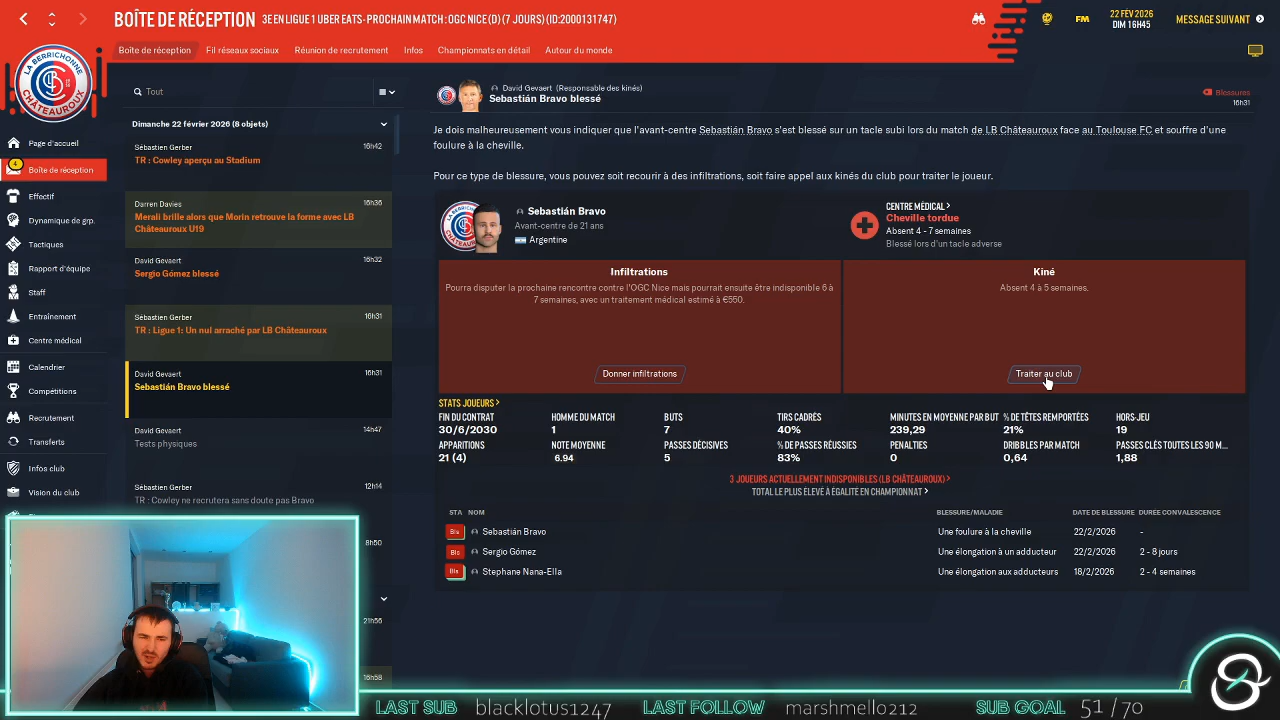 BOÎTE DE RÉCEPTION
3E EN LIGUE 1 UBER EATS - PROCHAIN MATCH : OGC NICE (D) (7 JOURS) (ID:2000131747)
FM
22 FÉV 2026
DIM 16H45
MESSAGE SUIVANT
Boîte de réception
Fil réseaux sociaux
Réunion de recrutement
Infos
Championnats en détail
Autour du monde
LA BERRICHONNE
CHÂTEAUROUX
Page d'accueil
4
Boîte de réception
Effectif
Dynamique de grp.
Tactiques
Rapport d'équipe
Staff
Entraînement
Centre médical
Calendrier
Compétitions
Recrutement
Transferts
Infos club
Vision du club
Tout
Dimanche 22 février 2026 (8 objets)
Sébastien Gerber 16h42
TR : Cowley aperçu au Stadium
Darren Davies 16h36
Merali brille alors que Morin retrouve la forme avec LB
Châteauroux U19
David Gevaert 16h32
Sergio Gómez blessé
Sébastien Gerber 16h31
TR : Ligue 1: Un nul arraché par LB Châteauroux
David Gevaert 16h31
Sebastián Bravo blessé
David Gevaert 14h47
Tests physiques
Sébastien Gerber 12h14
TR : Cowley ne recrutera sans doute pas Bravo
8h50
21h56
16h58
David Gevaert (Responsable des kinés)
Sebastián Bravo blessé
Blessures
16h31
Je dois malheureusement vous indiquer que l'avant-centre Sebastián Bravo s'est blessé sur un tacle subi lors du match de LB Châteauroux face au Toulouse FC et souffre d'une
foulure à la cheville.
Pour ce type de blessure, vous pouvez soit recourir à des infiltrations, soit faire appel aux kinés du club pour traiter le joueur.
Sebastián Bravo
Avant-centre de 21 ans
Argentine
CENTRE MÉDICAL >
Cheville tordue
Absent 4 - 7 semaines
Blessé lors d'un tacle adverse
Infiltrations
Pourra disputer la prochaine rencontre contre l'OGC Nice mais pourrait ensuite être indisponible 6 à
7 semaines, avec un traitement médical estimé à €550.
Donner infiltrations
Kiné
Absent 4 à 5 semaines.
Traiter au club
STATS JOUEURS >
FIN DU CONTRAT HOMME DU MATCH BUTS TIRS CADRÉS MINUTES EN MOYENNE PAR BUT % DE TÊTES REMPORTÉES HORS-JEU
30/6/2030 1 7 40% 239,29 21% 19
APPARITIONS NOTE MOYENNE PASSES DÉCISIVES % DE PASSES RÉUSSIES PENALTIES DRIBBLES PAR MATCH PASSES CLÉS TOUTES LES 90 M...
21 (4) 6.94 5 83% 0 0,64 1,88
3 JOUEURS ACTUELLEMENT INDISPONIBLES (LB CHÂTEAUROUX) >
TOTAL LE PLUS ÉLEVÉ À ÉGALITÉ EN CHAMPIONNAT >
STA NOM BLESSURE/MALADIE DATE DE BLESSURE DURÉE CONVALESCENCE
Bls Sebastián Bravo Une foulure à la cheville 22/2/2026 -
Bls Sergio Gómez Une élongation à un adducteur 22/2/2026 2 - 8 jours
Bls Stephane Nana-Ella Une élongation aux adducteurs 18/2/2026 2 - 4 semaines
LAST SUB blacklotus1247 LAST FOLLOW marshmello212 SUB GOAL 51 / 70